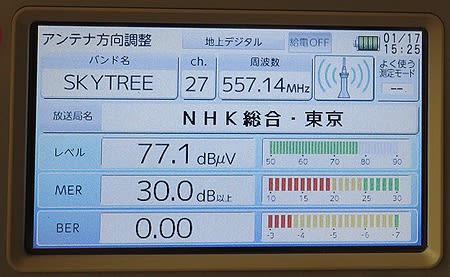 アンテナ方向調整 地上デジタル 給電OFF 01/17
15:25
バンド名 ch. 周波数 よく使う
測定モード
SKYTREE 27 557.14MHz --
放送局名 NHK総合・東京
レベル 77.1 dBμV
50 60 70 80 90
MER 30.0 dB以上
10 15 20 25 30
BER 0.00
-3 -4 -5 -6 -7